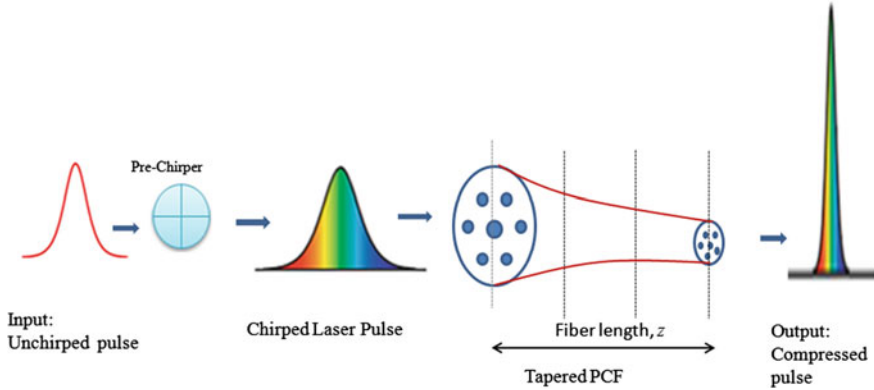 Pre-Chirper
Input:
Unchirped pulse
Chirped Laser Pulse
Fiber length, z
Tapered PCF
Output:
Compressed
pulse